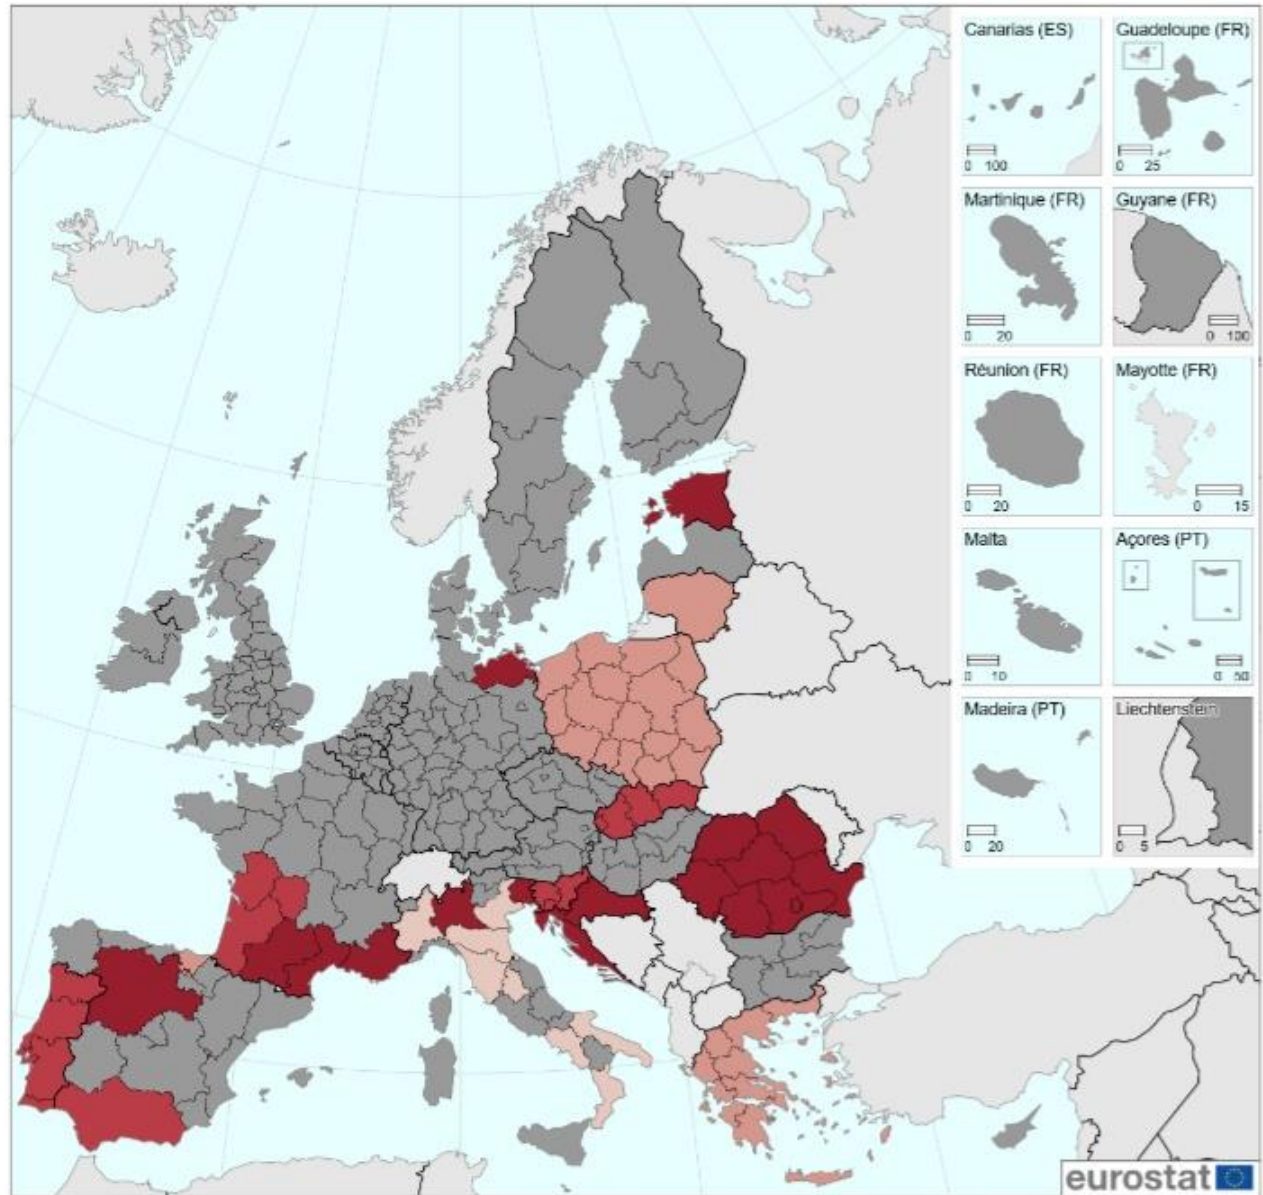 Canarias (ES)
0 100
Guadeloupe (FR)
0 25
Martinique (FR)
0 20
Guyane (FR)
0 100
Réunion (FR)
0 20
Mayotte (FR)
0 15
Malta
0 10
Açores (PT)
0 50
Madeira (PT)
0 20
Liechtenstein
0 5
eurostat